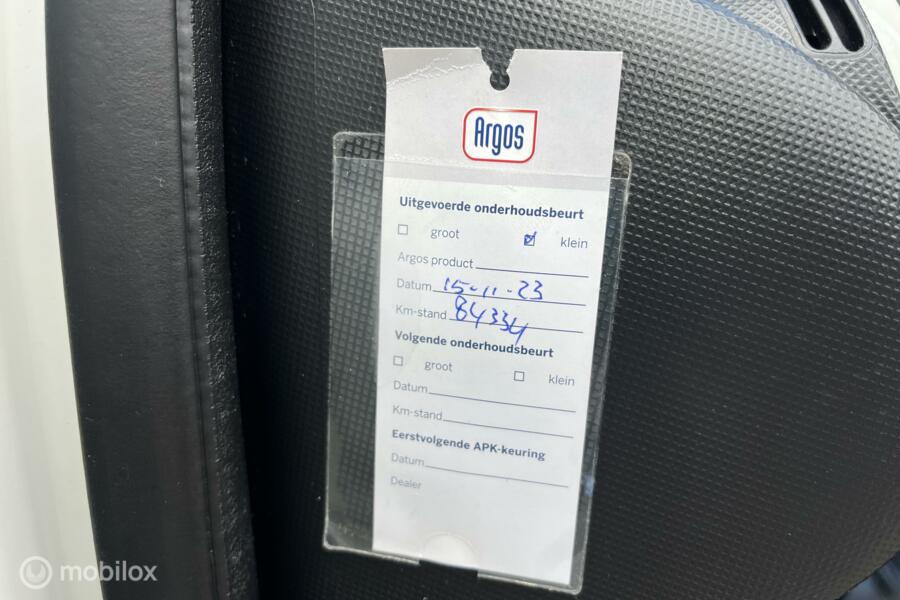 Argos
Uitgevoerde onderhoudsbeurt
groot klein
Argos product
Datum 15-11-23
Km-stand 84334
Volgende onderhoudsbeurt
groot klein
Datum
Km-stand
Eerstvolgende APK-keuring
Datum
Dealer
mobilox